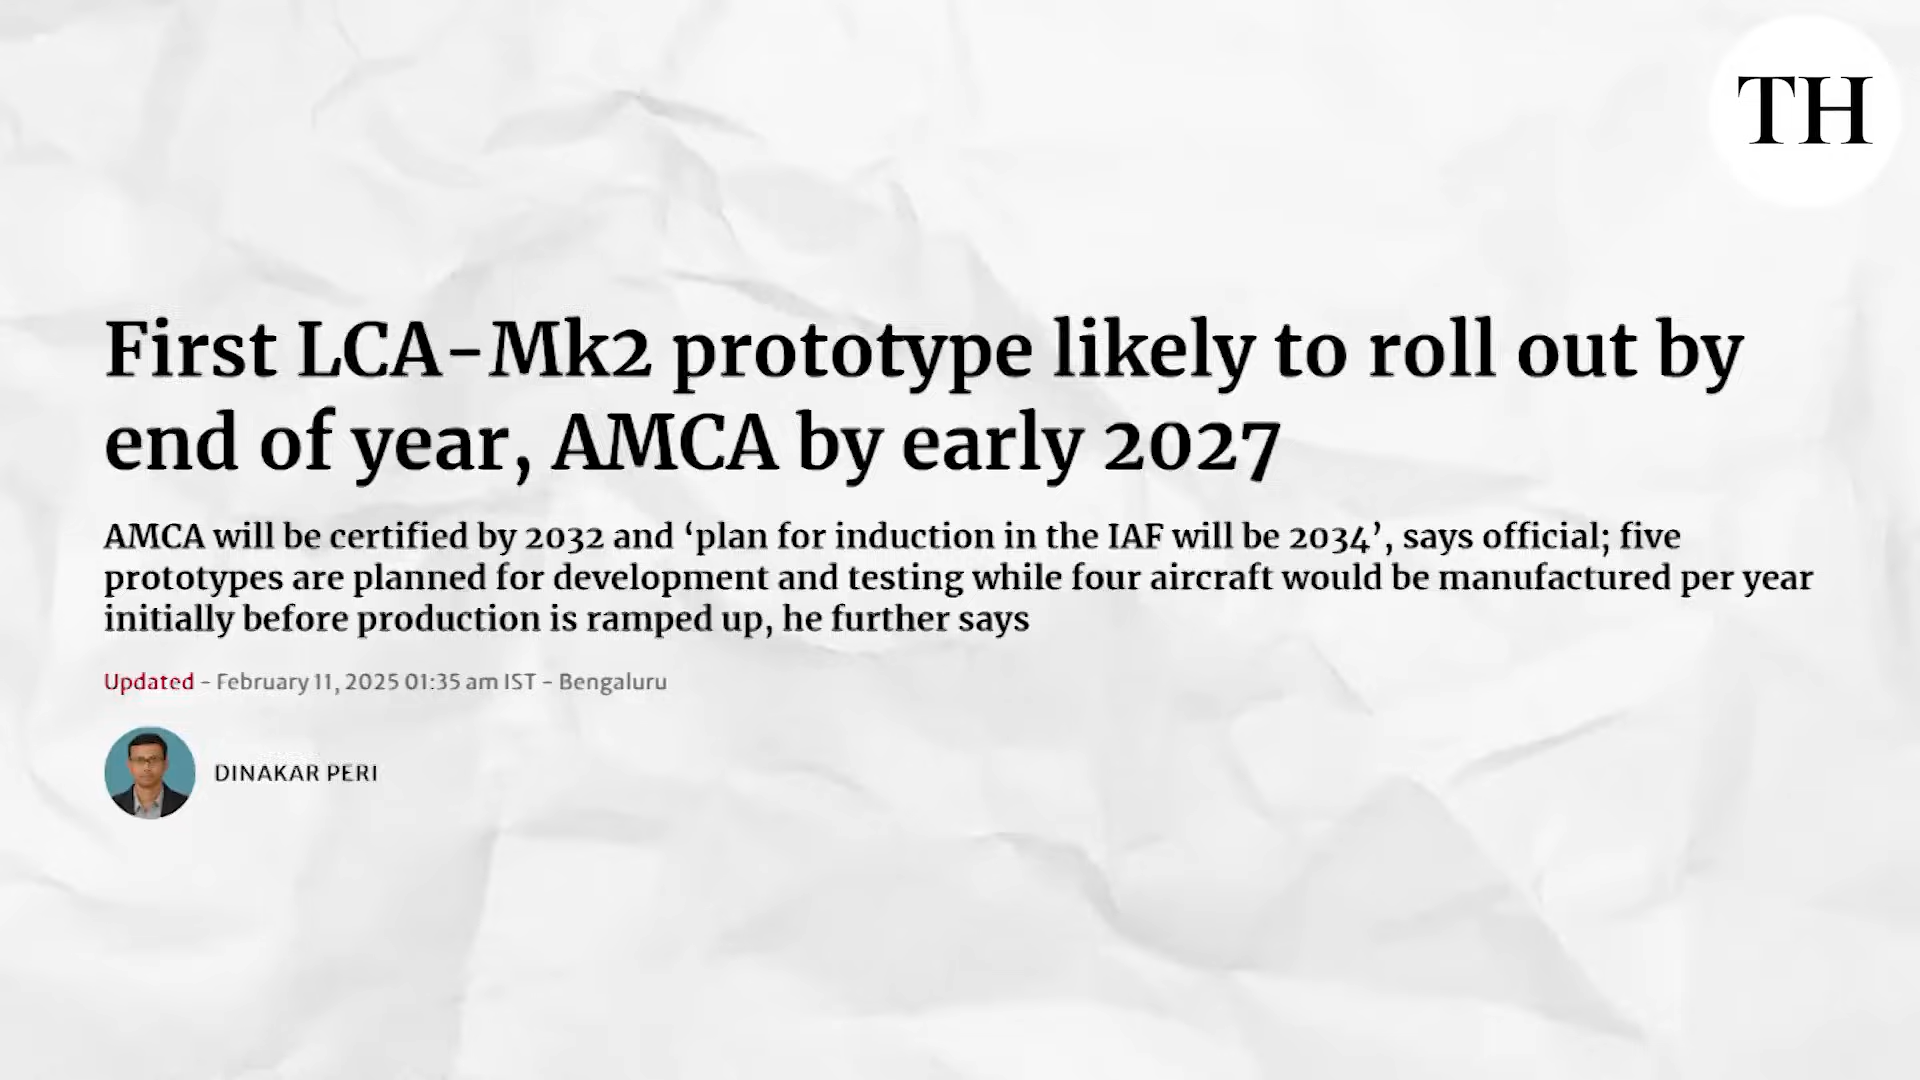 TH
First LCA-Mk2 prototype likely to roll out by
end of year, AMCA by early 2027
AMCA will be certified by 2032 and ‘plan for induction in the IAF will be 2034’, says official; five
prototypes are planned for development and testing while four aircraft would be manufactured per year
initially before production is ramped up, he further says
Updated - February 11, 2025 01:35 am IST - Bengaluru
DINAKAR PERI